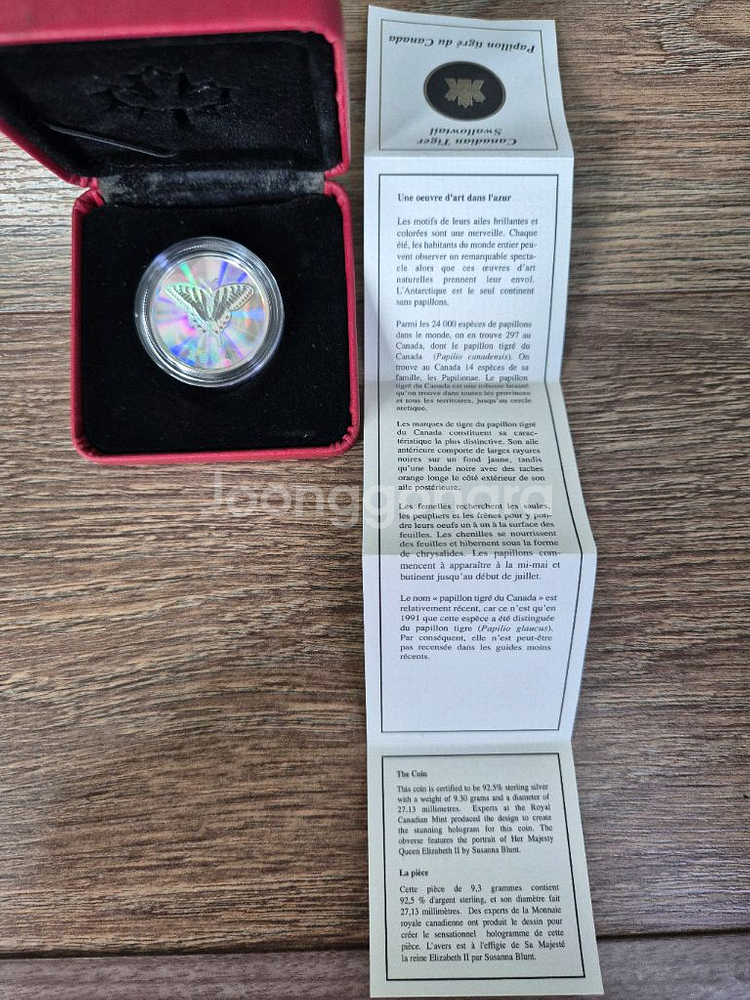 Papillon tigré du Canada
Canadian Tiger
Swallowtail
Une oeuvre d'art dans l'azur
Les motifs de leurs ailes brillantes et
colorées sont une merveille. Chaque
été, les habitants du monde entier peu-
vent observer un remarquable specta-
cle alors que ces œuvres d'art
naturelles prennent leur envol.
L'Antarctique est le seul continent
sans papillons.
Parmi les 24 000 espèces de papillons
dans le monde, on en trouve 297 au
Canada, dont le papillon tigré du
Canada (Papilio canadensis). On
trouve au Canada 14 espèces de sa
famille, les Papilionae. Le papillon
tigré du Canada est une robuste beauté
qu'on trouve dans toutes les provinces
et tous les territoires, jusqu'au cercle
arctique.
Les marques de tigre du papillon tigré
du Canada constituent sa carac-
téristique la plus distinctive. Son aile
antérieure comporte de larges rayures
noires sur un fond jaune, tandis
qu'une bande noire avec des taches
orange longe le côté extérieur de son
aile postérieure.
Joonggonara
Les femelles recherchent les saules,
les peupliers et les frênes pour y pon-
dre leurs oeufs un à un à la surface des
feuilles. Les chenilles se nourrissent
des feuilles et hibernent sous la forme
de chrysalides. Les papillons com-
mencent à apparaître à la mi-mai et
butinent jusqu'au début de juillet.
Le nom « papillon tigré du Canada » est
relativement récent, car ce n'est qu'en
1991 que cette espèce a été distinguée
du papillon tigre (Papilio glaucus).
Par conséquent, elle n'est peut-être
pas recensée dans les guides moins
récents.
The Coin
This coin is certified to be 92.5% sterling silver
with a weight of 9.30 grams and a diameter of
27.13 millimetres. Experts at the Royal
Canadian Mint produced the design to create
the stunning hologram for this coin. The
obverse features the portrait of Her Majesty
Queen Elizabeth II by Susanna Blunt.
La pièce
Cette pièce de 9,3 grammes contient
92,5 % d'argent sterling, et son diamètre fait
27,13 millimètres. Des experts de la Monnaie
royale canadienne ont produit le dessin pour
créer le sensationnel hologramme de cette
pièce. L'avers est à l'effigie de Sa Majesté
la reine Elizabeth II par Susanna Blunt.